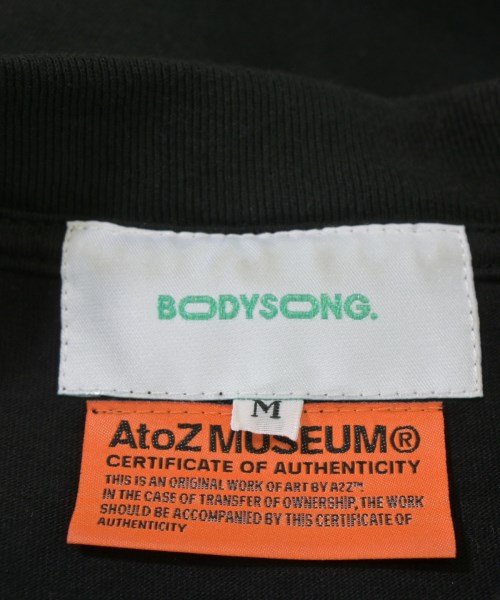 BODYSONG.
M
AtoZ MUSEUM®
CERTIFICATE OF AUTHENTICITY
THIS IS AN ORIGINAL WORK OF ART BY A2Z™.
IN THE CASE OF TRANSFER OF OWNERSHIP, THE WORK
SHOULD BE ACCOMPANIED BY THIS CERTIFICATE OF
AUTHENTICITY